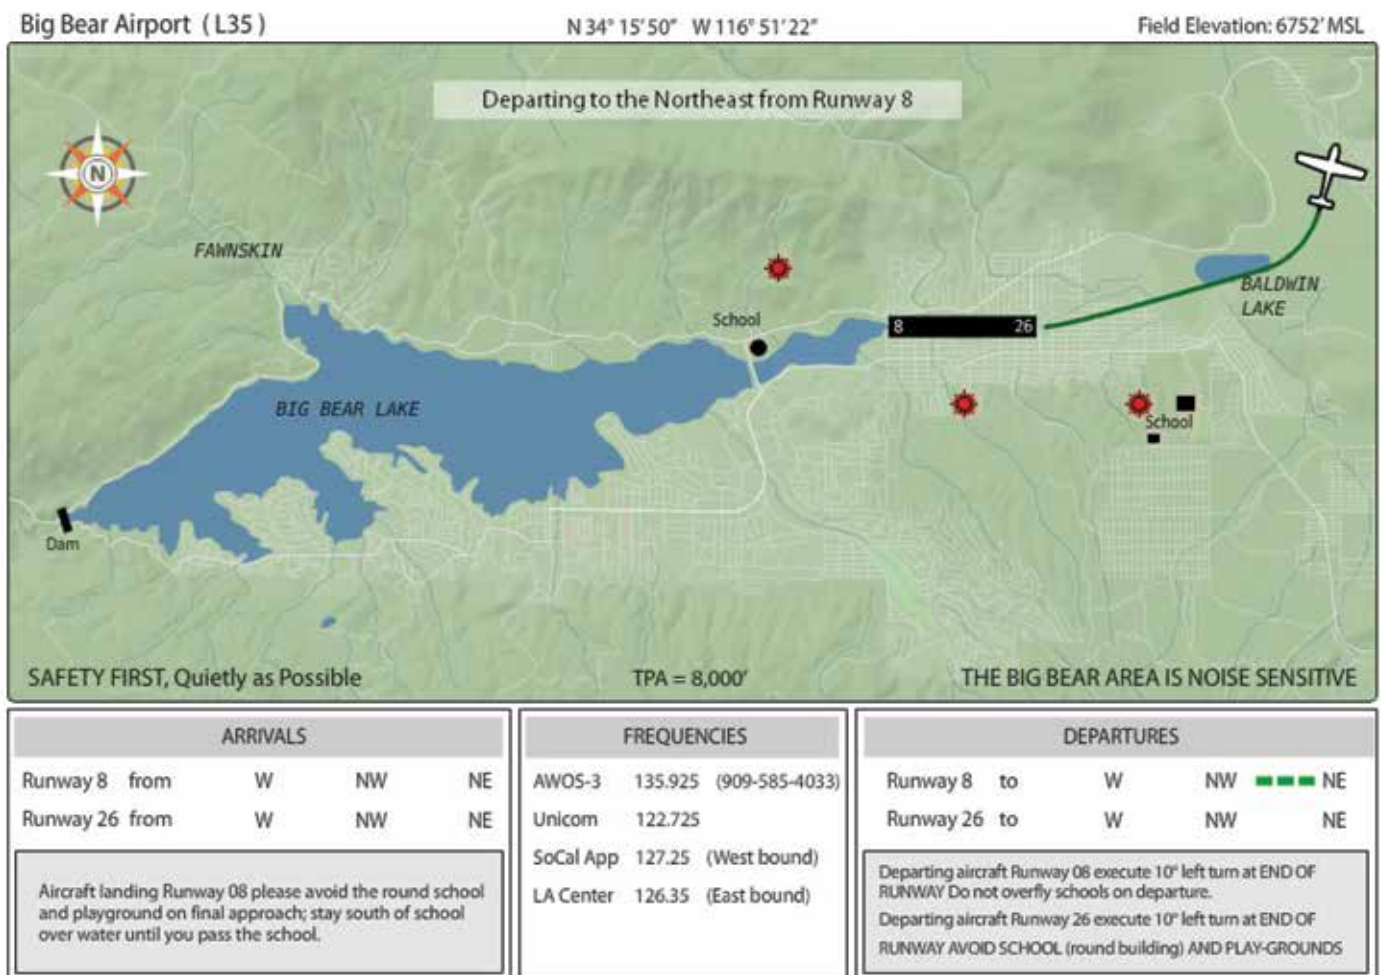 Big Bear Airport ( L35 )
N 34° 15'50" W 116° 51'22"
Field Elevation: 6752' MSL
Departing to the Northeast from Runway 8
N
FAWNSKIN
School
8 26
BALDWIN
LAKE
BIG BEAR LAKE
School
Dam
SAFETY FIRST, Quietly as Possible
TPA = 8,000'
THE BIG BEAR AREA IS NOISE SENSITIVE
ARRIVALS
Runway 8 from W NW NE
Runway 26 from W NW NE
Aircraft landing Runway 08 please avoid the round school
and playground on final approach; stay south of school
over water until you pass the school.
FREQUENCIES
AWOS-3 135.925 (909-585-4033)
Unicom 122.725
SoCal App 127.25 (West bound)
LA Center 126.35 (East bound)
DEPARTURES
Runway 8 to W NW NE
Runway 26 to W NW NE
Departing aircraft Runway 08 execute 10° left turn at END OF
RUNWAY Do not overfly schools on departure.
Departing aircraft Runway 26 execute 10° left turn at END OF
RUNWAY AVOID SCHOOL (round building) AND PLAY-GROUNDS